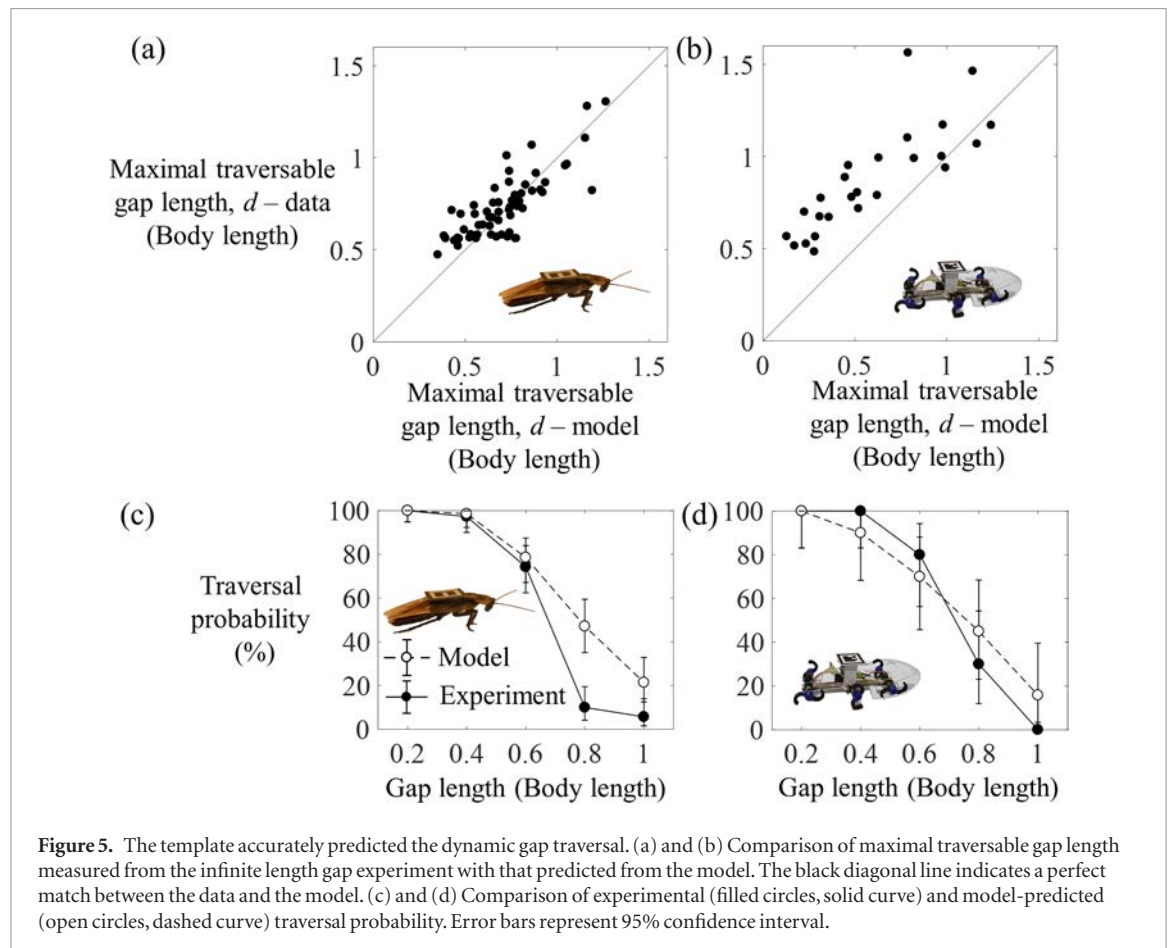 (a)
1.5
1
0.5
0
0
0.5
1
1.5
Maximal traversable
gap length, d – data
(Body length)
Maximal traversable
gap length, d – model
(Body length)
(b)
1.5
1
0.5
0
0
0.5
1
1.5
Maximal traversable
gap length, d – model
(Body length)
(c)
100
80
60
40
20
0
Traversal
probability
(%)
Model
Experiment
0.2
0.4
0.6
0.8
1
Gap length (Body length)
(d)
100
80
60
40
20
0
0.2
0.4
0.6
0.8
1
Gap length (Body length)
Figure 5. The template accurately predicted the dynamic gap traversal. (a) and (b) Comparison of maximal traversable gap length
measured from the infinite length gap experiment with that predicted from the model. The black diagonal line indicates a perfect
match between the data and the model. (c) and (d) Comparison of experimental (filled circles, solid curve) and model-predicted
(open circles, dashed curve) traversal probability. Error bars represent 95% confidence interval.